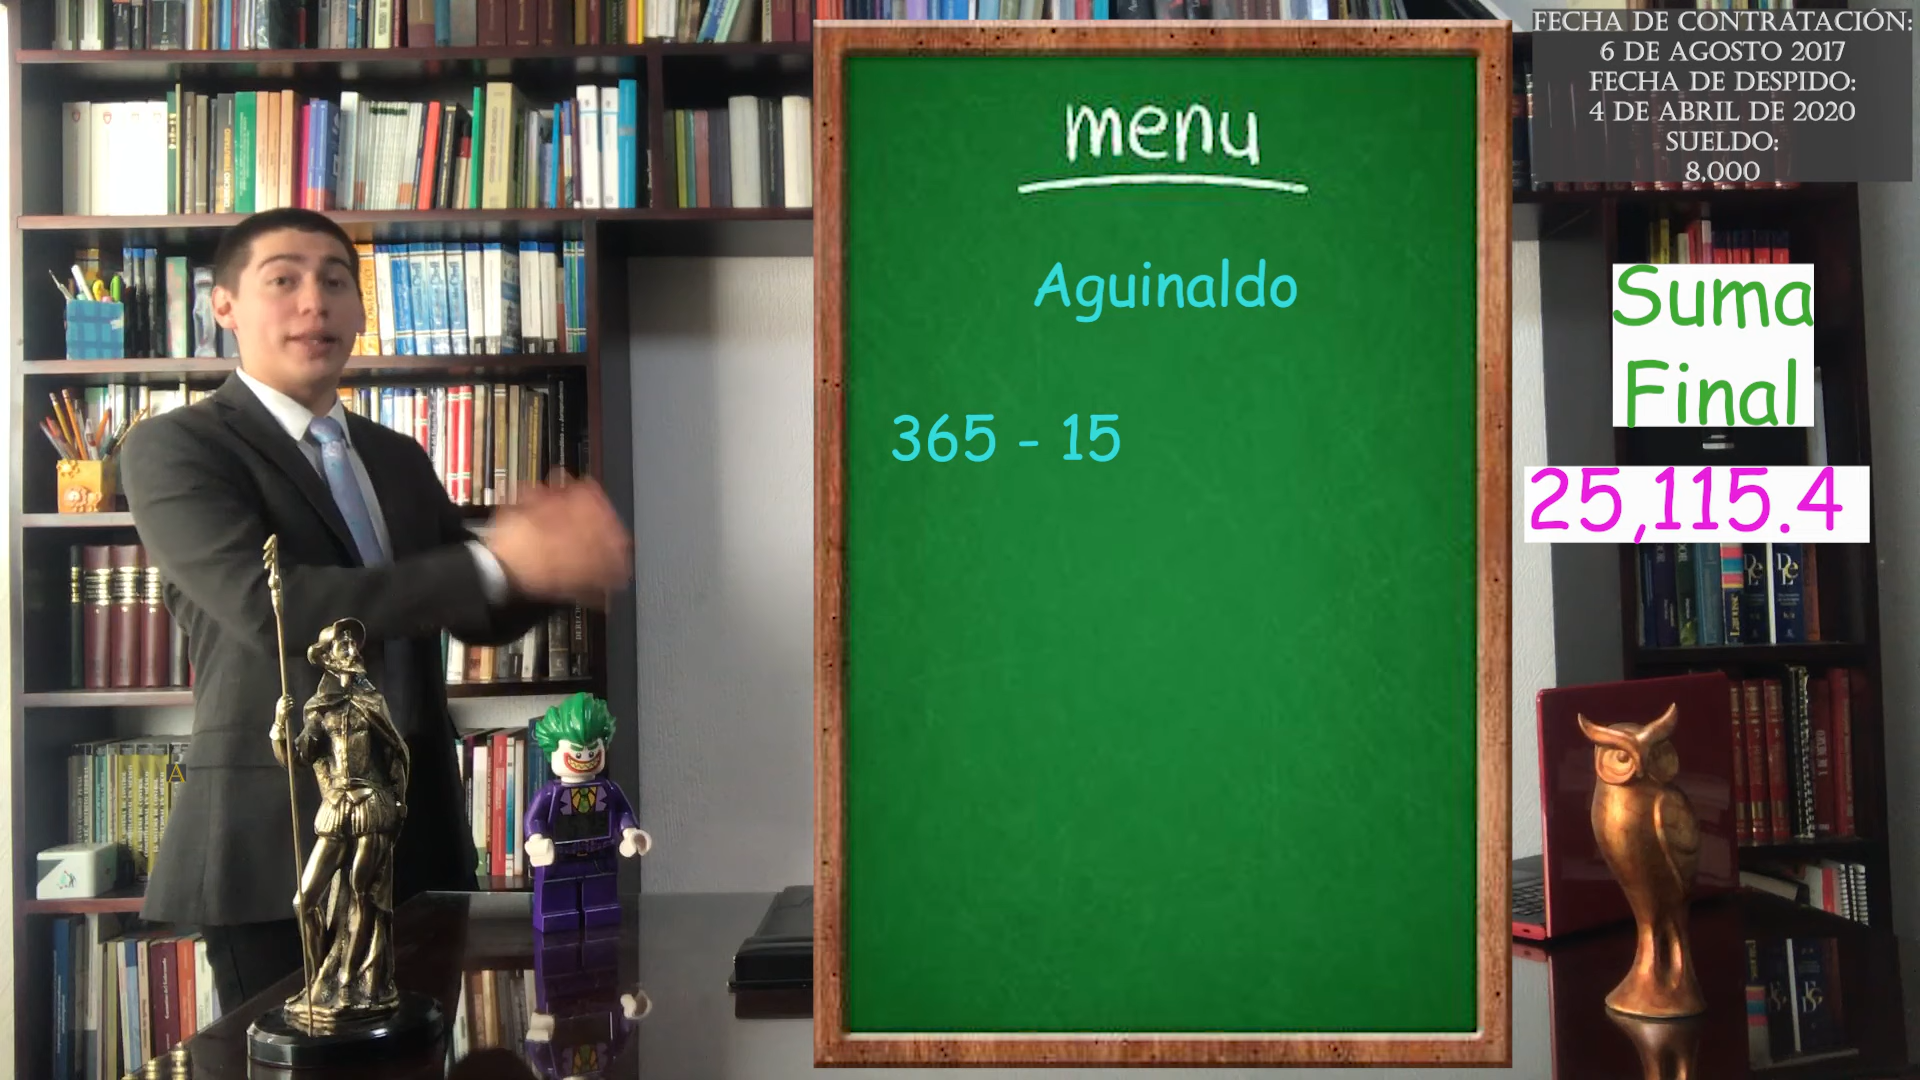 FECHA DE CONTRATACIÓN:
6 DE AGOSTO 2017
FECHA DE DESPIDO:
4 DE ABRIL DE 2020
SUELDO:
8,000
menu
Aguinaldo
365 - 15
Suma
Final
25,115.4